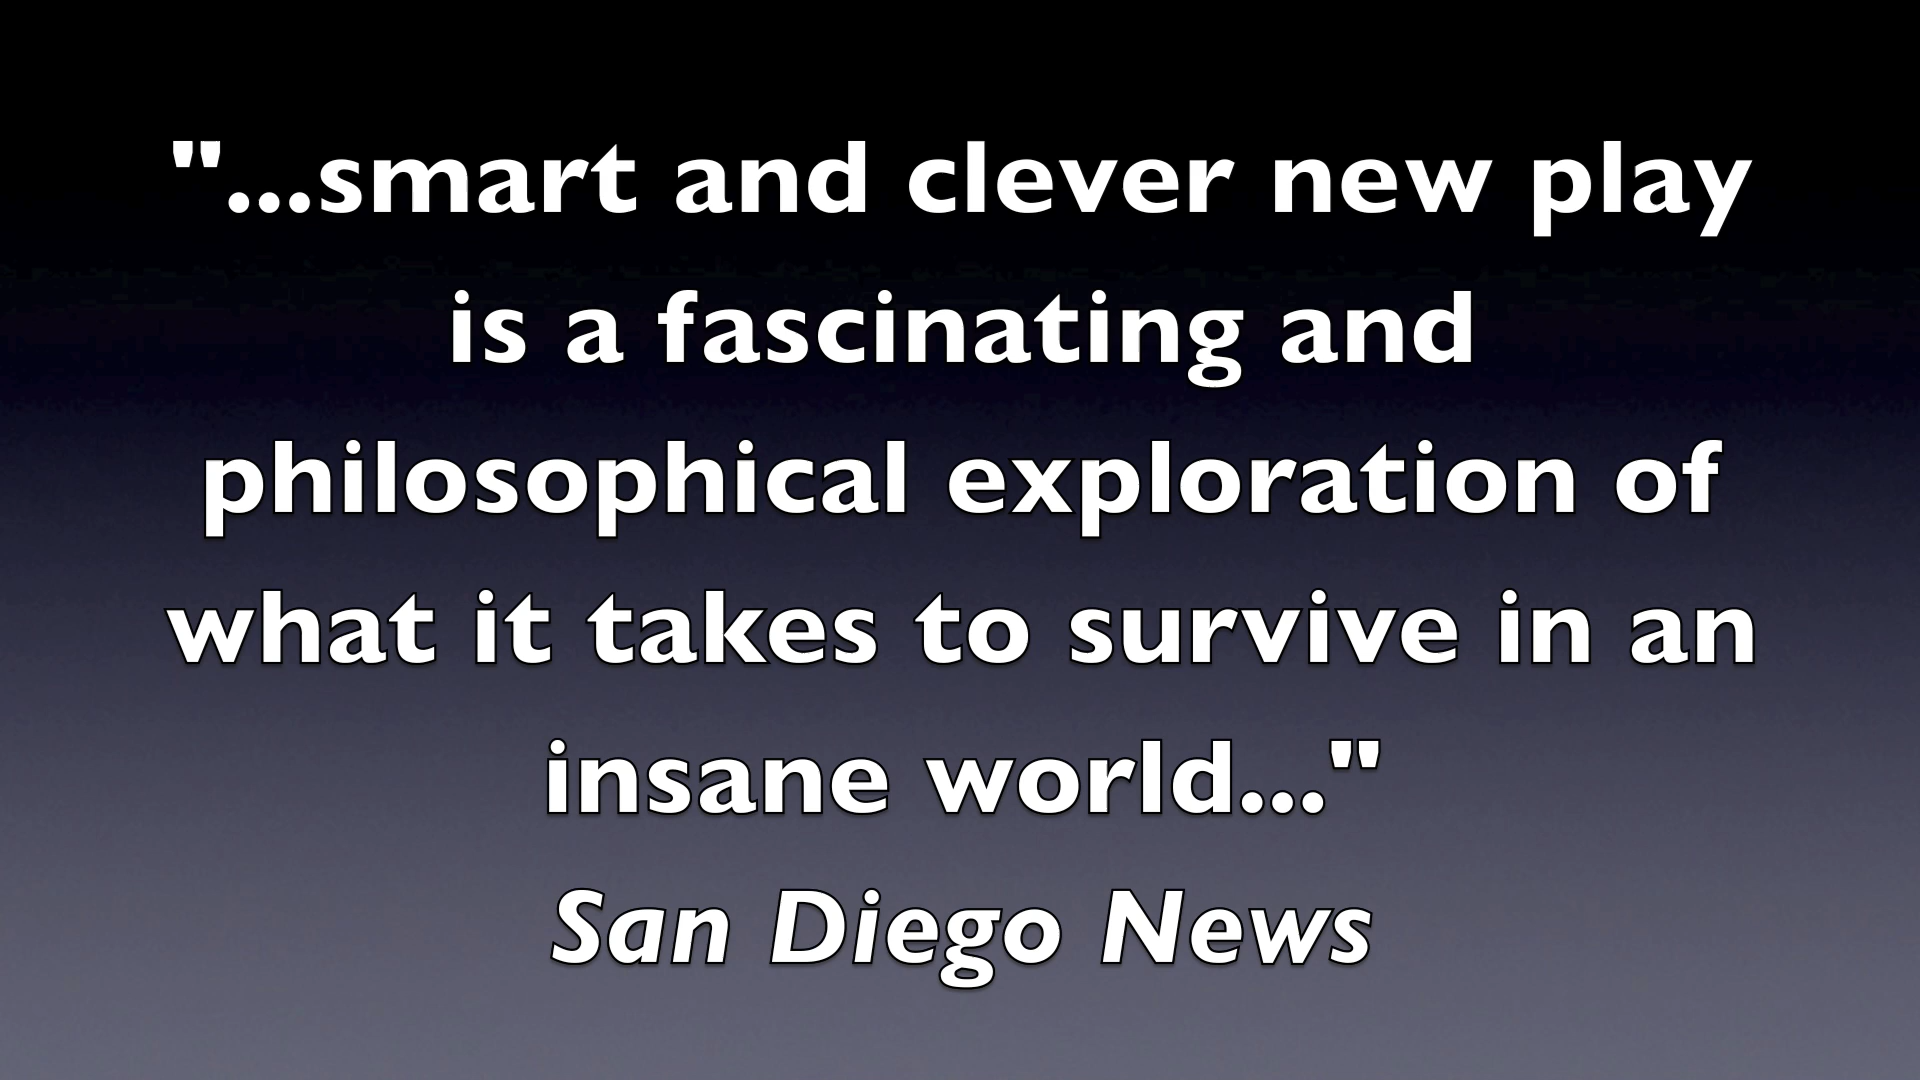 "...smart and clever new play
is a fascinating and
philosophical exploration of
what it takes to survive in an
insane world..."
San Diego News